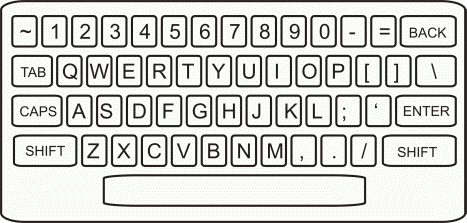 ~ 1 2 3 4 5 6 7 8 9 0 - = BACK
TAB Q W E R T Y U I O P [ ] \
CAPS A S D F G H J K L ; ‘ ENTER
SHIFT Z X C V B N M , . / SHIFT